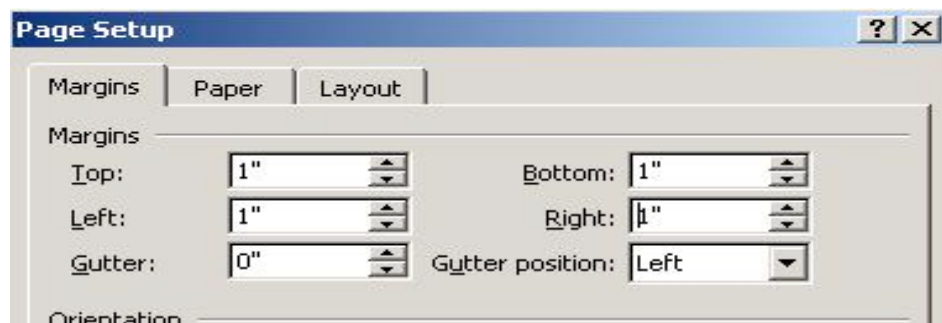 Page Setup
Margins Paper Layout
Margins
Top: 1" Bottom: 1"
Left: 1" Right: 1"
Gutter: 0" Gutter position: Left
Orientation